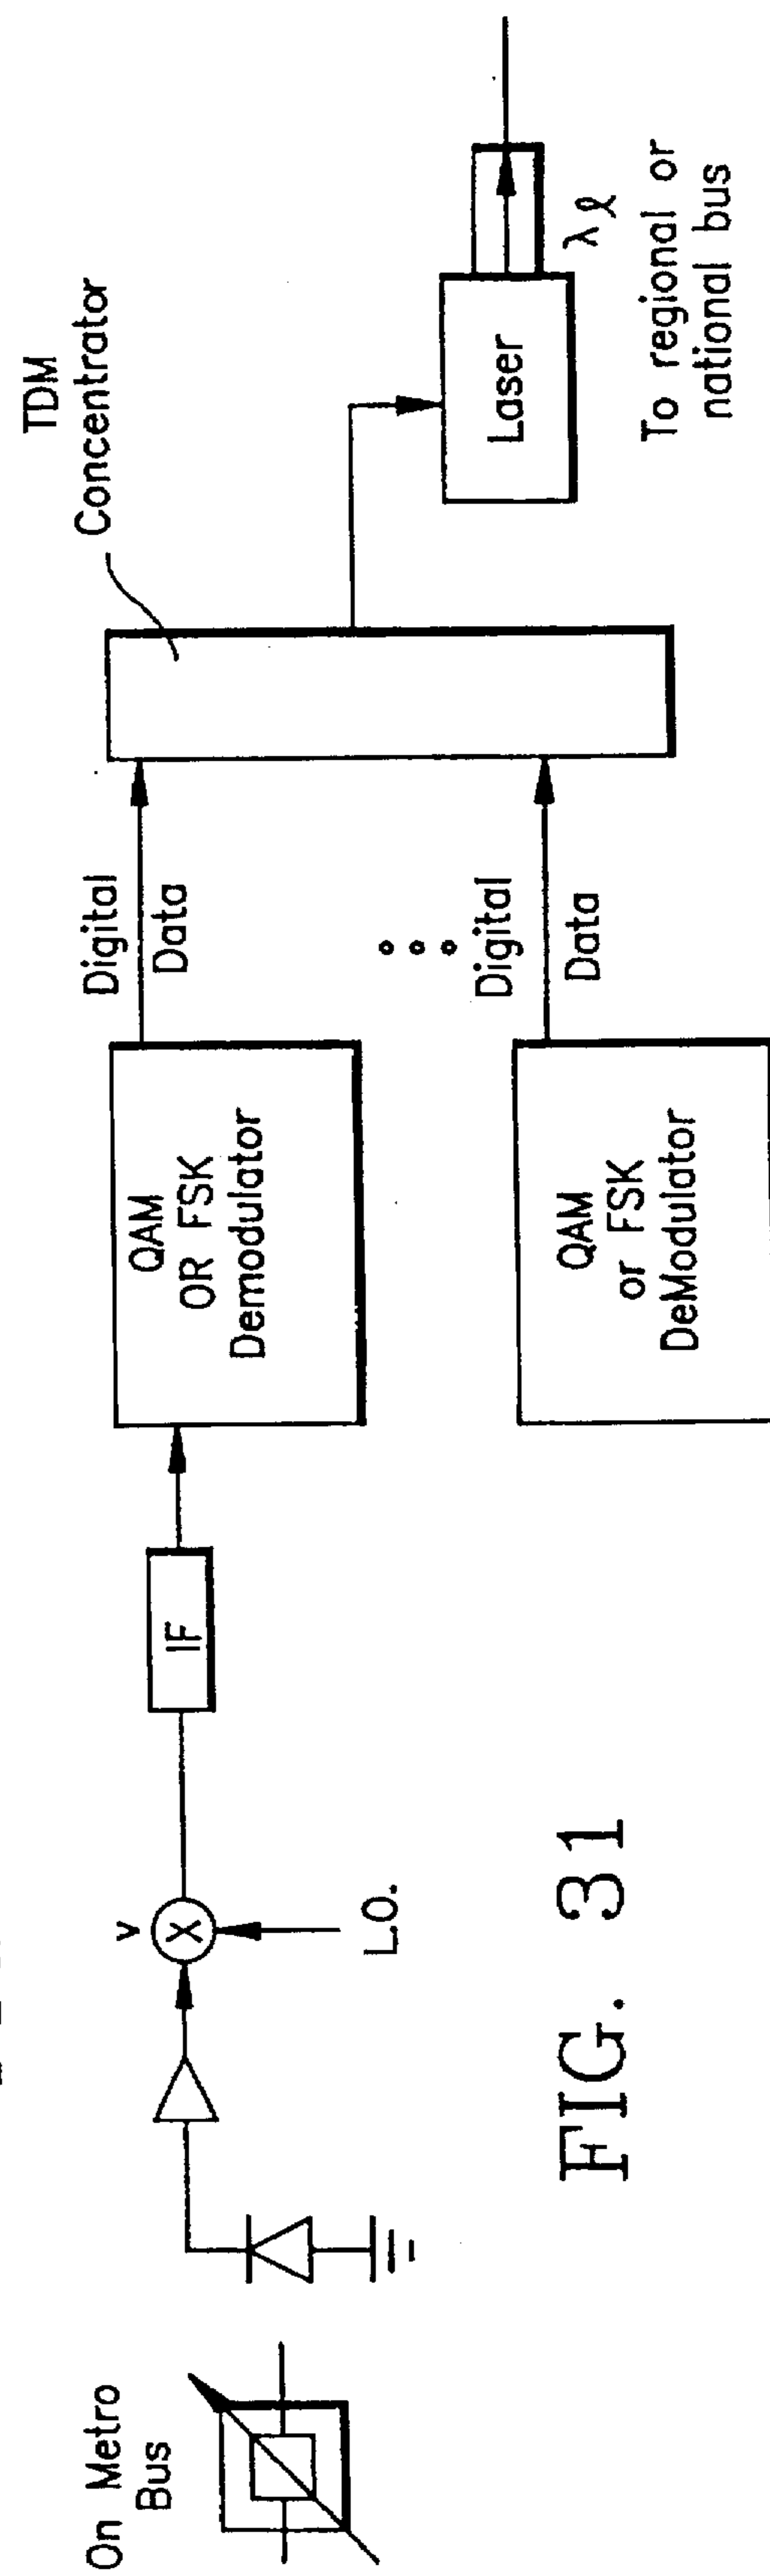 On Metro
Bus
v
X
L.O.
IF
QAM
OR FSK
Demodulator
Digital
Data
QAM
or FSK
DeModulator
Digital
Data
TDM
Concentrator
Laser
λℓ
To regional or
national bus
FIG. 31